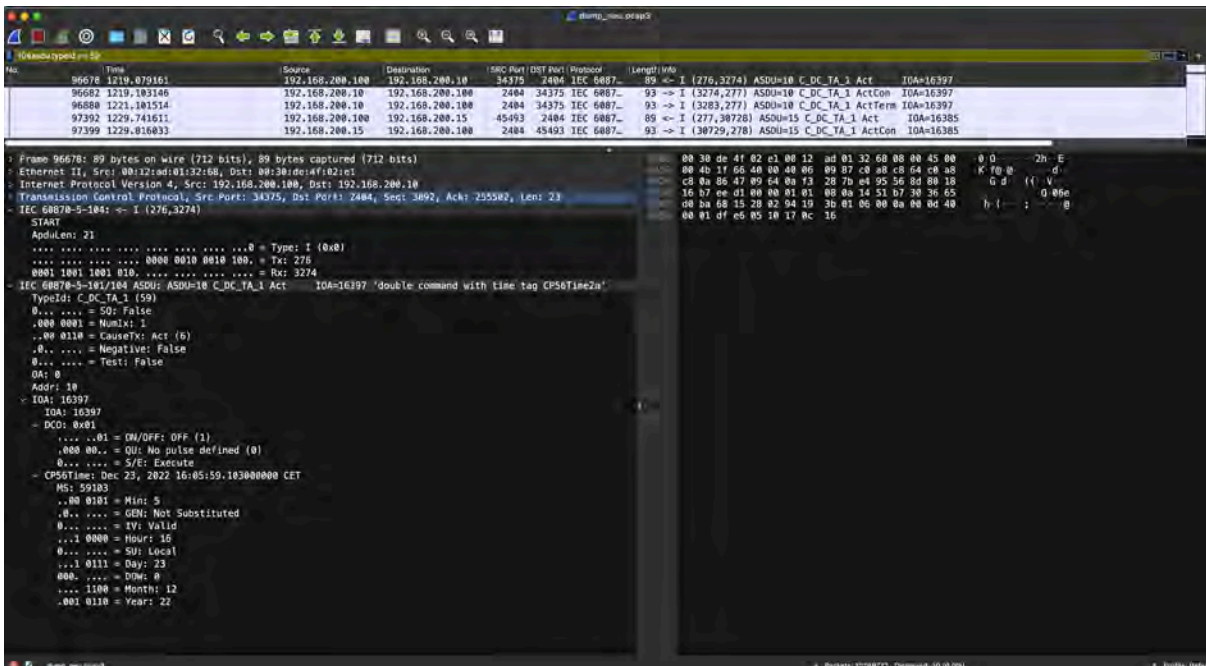 dump_neu.pcap3
104asdu.typeid == 59
No. Time Source Destination SRC Port DST Port Protocol Length Info
96678 1219.079161 192.168.200.100 192.168.200.10 34375 2404 IEC 6087… 89 <- I (276,3274) ASDU=10 C_DC_TA_1 Act IOA=16397
96682 1219.103146 192.168.200.10 192.168.200.100 2404 34375 IEC 6087… 93 -> I (3274,277) ASDU=10 C_DC_TA_1 ActCon IOA=16397
96880 1221.101514 192.168.200.10 192.168.200.100 2404 34375 IEC 6087… 93 -> I (3283,277) ASDU=10 C_DC_TA_1 ActTerm IOA=16397
97392 1229.741611 192.168.200.100 192.168.200.15 45493 2404 IEC 6087… 89 <- I (277,30728) ASDU=15 C_DC_TA_1 Act IOA=16385
97399 1229.816033 192.168.200.15 192.168.200.100 2404 45493 IEC 6087… 93 -> I (30729,278) ASDU=15 C_DC_TA_1 ActCon IOA=16385
Frame 96678: 89 bytes on wire (712 bits), 89 bytes captured (712 bits)
Ethernet II, Src: 00:12:ad:01:32:68, Dst: 00:30:de:4f:02:e1
Internet Protocol Version 4, Src: 192.168.200.100, Dst: 192.168.200.10
Transmission Control Protocol, Src Port: 34375, Dst Port: 2404, Seq: 3092, Ack: 255502, Len: 23
IEC 60870-5-104: <- I (276,3274)
START
ApduLen: 21
.... .... .... .... .... .... .... ...0 = Type: I (0x0)
.... .... .... .... 0000 0010 0010 100. = Tx: 276
0001 1001 1001 010. .... .... .... .... = Rx: 3274
IEC 60870-5-101/104 ASDU: ASDU=10 C_DC_TA_1 Act IOA=16397 'double command with time tag CP56Time2a'
TypeId: C_DC_TA_1 (59)
0... .... = SQ: False
.000 0001 = NumIx: 1
..00 0110 = CauseTx: Act (6)
.0.. .... = Negative: False
0... .... = Test: False
OA: 0
Addr: 10
IOA: 16397
IOA: 16397
DCO: 0x01
.... ..01 = ON/OFF: OFF (1)
.000 00.. = QU: No pulse defined (0)
0... .... = S/E: Execute
CP56Time: Dec 23, 2022 16:05:59.103000000 CET
MS: 59103
..00 0101 = Min: 5
.0.. .... = GEN: Not Substituted
0... .... = IV: Valid
...1 0000 = Hour: 16
0... .... = SU: Local
...1 0111 = Day: 23
000. .... = DOW: 0
.... 1100 = Month: 12
.001 0110 = Year: 22
00 30 de 4f 02 e1 00 12 ad 01 32 68 08 00 45 00
00 4b 1f 66 40 00 40 06 09 87 c0 a8 c8 64 c0 a8
c8 0a 86 47 09 64 0a f3 28 7b e4 95 56 8d 80 18
16 b7 ee d1 00 00 01 01 08 0a 14 51 b7 30 36 65
d0 ba 68 15 28 02 94 19 3b 01 06 00 0a 00 0d 40
00 01 df e6 05 10 17 0c 16